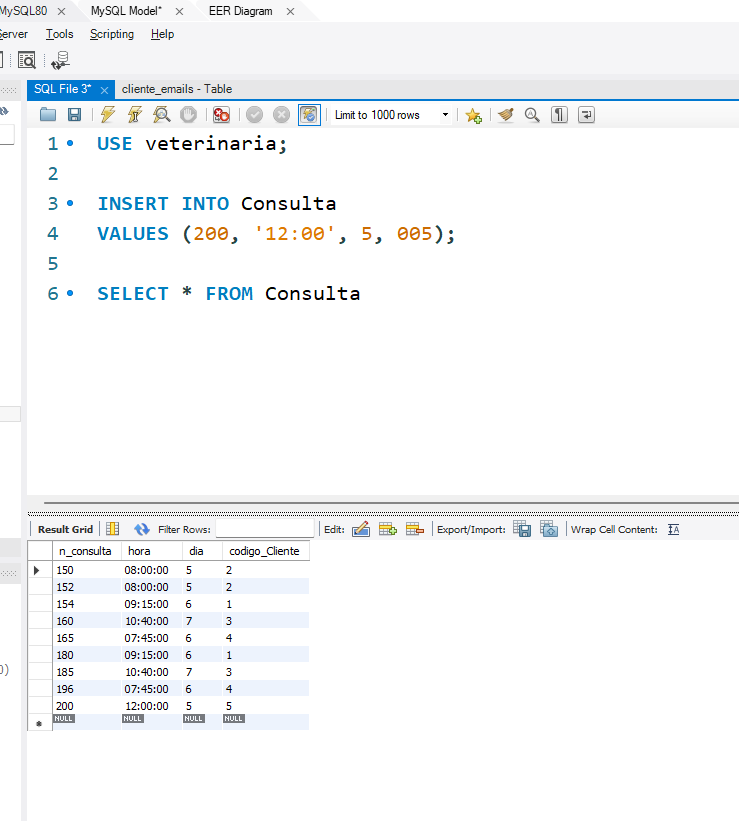 MySQL80 MySQL Model* EER Diagram
Server Tools Scripting Help
SQL File 3* cliente_emails - Table
Limit to 1000 rows
1 USE veterinaria;
2
3 INSERT INTO Consulta
4 VALUES (200, '12:00', 5, 005);
5
6 SELECT * FROM Consulta
Result Grid Filter Rows: Edit: Export/Import: Wrap Cell Content:
n_consulta hora dia codigo_Cliente
150 08:00:00 5 2
152 08:00:00 5 2
154 09:15:00 6 1
160 10:40:00 7 3
165 07:45:00 6 4
180 09:15:00 6 1
185 10:40:00 7 3
196 07:45:00 6 4
200 12:00:00 5 5
NULL NULL NULL NULL